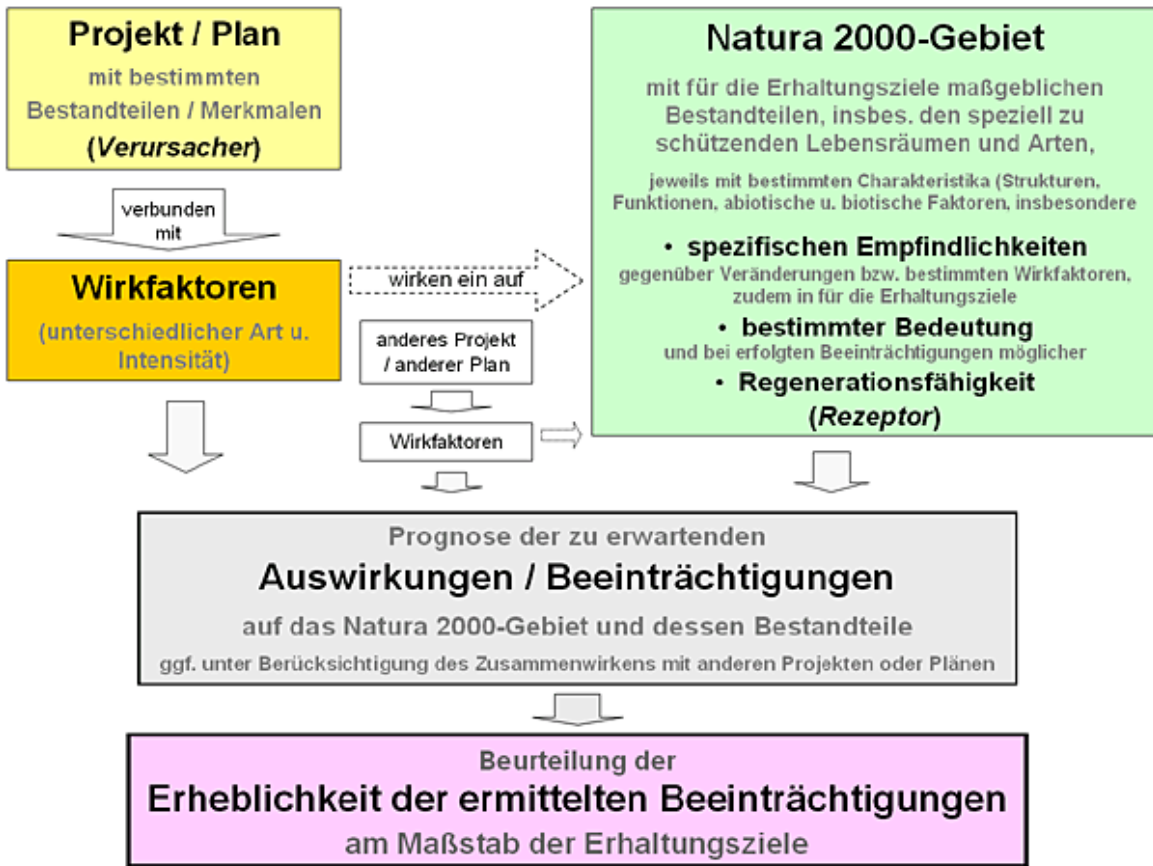 Projekt / Plan
mit bestimmten
Bestandteilen / Merkmalen
(Verursacher)
verbunden
mit
Wirkfaktoren
(unterschiedlicher Art u.
Intensität)
wirken ein auf
anderes Projekt
/ anderer Plan
Wirkfaktoren
Natura 2000-Gebiet
mit für die Erhaltungsziele maßgeblichen
Bestandteilen, insbes. den speziell zu
schützenden Lebensräumen und Arten,
jeweils mit bestimmten Charakteristika (Strukturen,
Funktionen, abiotische u. biotische Faktoren, insbesondere
• spezifischen Empfindlichkeiten
gegenüber Veränderungen bzw. bestimmten Wirkfaktoren,
zudem in für die Erhaltungsziele
• bestimmter Bedeutung
und bei erfolgten Beeinträchtigungen möglicher
• Regenerationsfähigkeit
(Rezeptor)
Prognose der zu erwartenden
Auswirkungen / Beeinträchtigungen
auf das Natura 2000-Gebiet und dessen Bestandteile
ggf. unter Berücksichtigung des Zusammenwirkens mit anderen Projekten oder Plänen
Beurteilung der
Erheblichkeit der ermittelten Beeinträchtigungen
am Maßstab der Erhaltungsziele